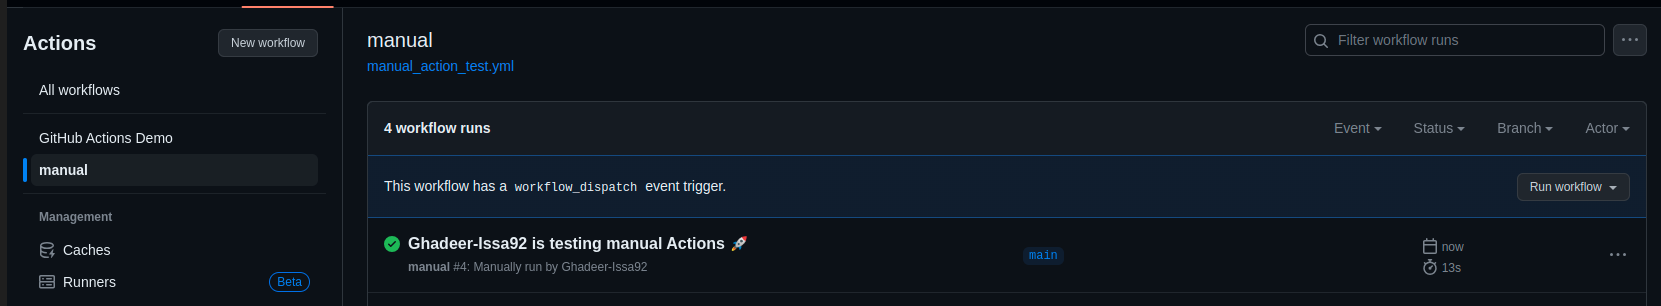 Actions
New workflow
All workflows
GitHub Actions Demo
manual
Management
Caches
Runners
Beta
manual
manual_action_test.yml
Filter workflow runs
4 workflow runs
Event
Status
Branch
Actor
This workflow has a workflow_dispatch event trigger.
Run workflow
Ghadeer-Issa92 is testing manual Actions 🚀
manual #4: Manually run by Ghadeer-Issa92
main
now
13s